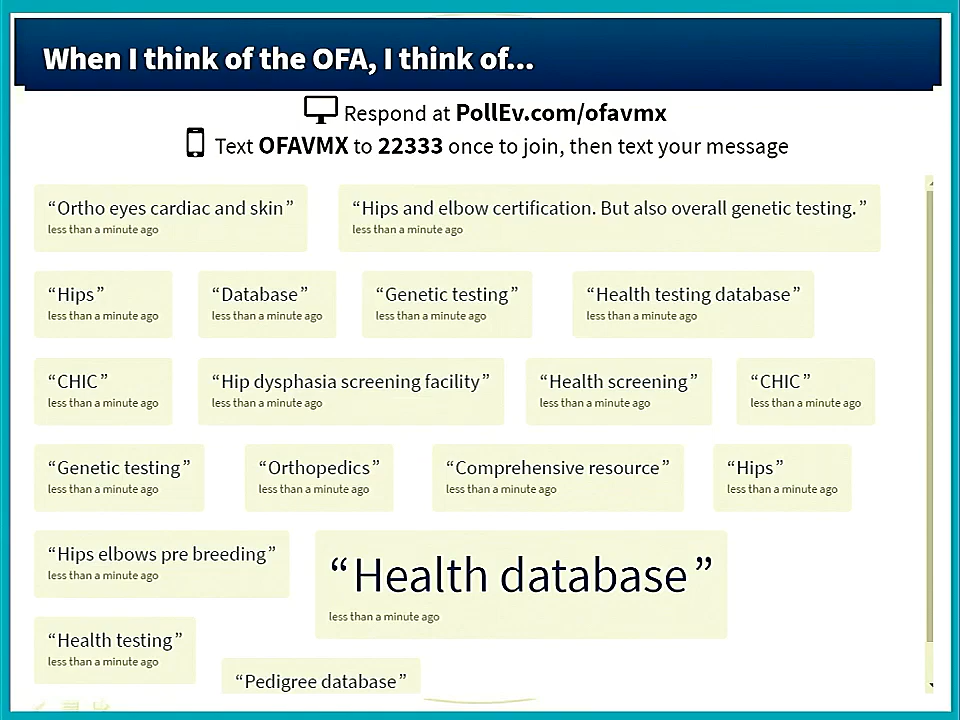 When I think of the OFA, I think of...
Respond at PollEv.com/ofavmx
Text OFAVMX to 22333 once to join, then text your message
“Ortho eyes cardiac and skin”
less than a minute ago
“Hips and elbow certification. But also overall genetic testing.”
less than a minute ago
“Hips”
less than a minute ago
“Database”
less than a minute ago
“Genetic testing”
less than a minute ago
“Health testing database”
less than a minute ago
“CHIC”
less than a minute ago
“Hip dysphasia screening facility”
less than a minute ago
“Health screening”
less than a minute ago
“CHIC”
less than a minute ago
“Genetic testing”
less than a minute ago
“Orthopedics”
less than a minute ago
“Comprehensive resource”
less than a minute ago
“Hips”
less than a minute ago
“Hips elbows pre breeding”
less than a minute ago
“Health database”
less than a minute ago
“Health testing”
less than a minute ago
“Pedigree database”